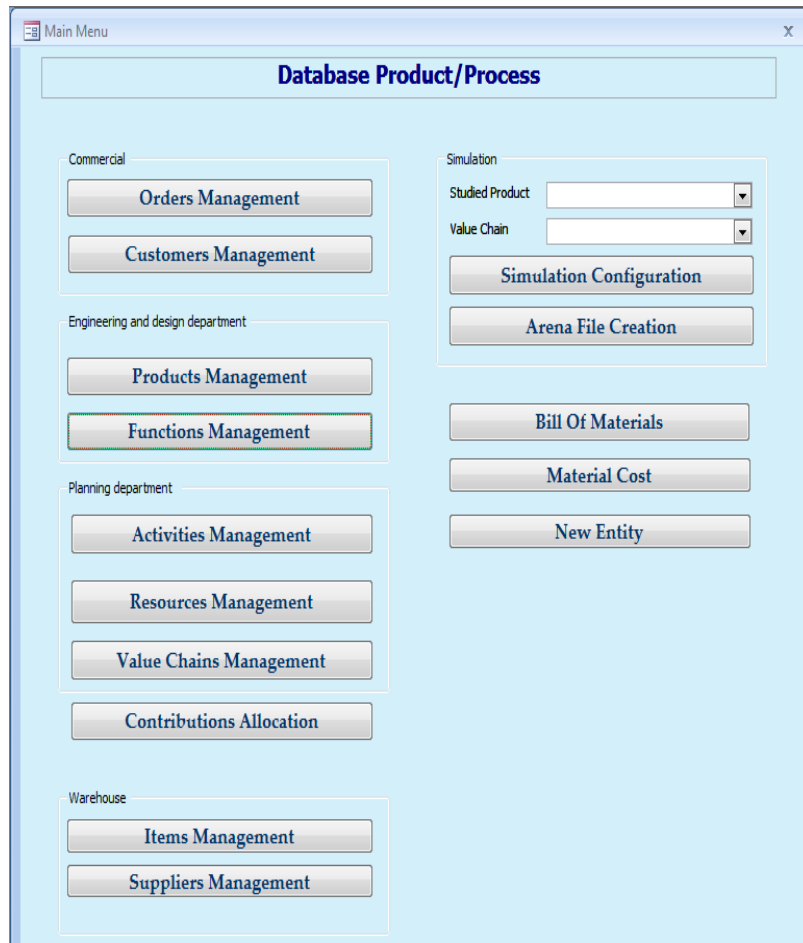 Main Menu
x
Database Product/Process
Commercial
Orders Management
Customers Management
Engineering and design department
Products Management
Functions Management
Planning department
Activities Management
Resources Management
Value Chains Management
Contributions Allocation
Warehouse
Items Management
Suppliers Management
Simulation
Studied Product
Value Chain
Simulation Configuration
Arena File Creation
Bill Of Materials
Material Cost
New Entity